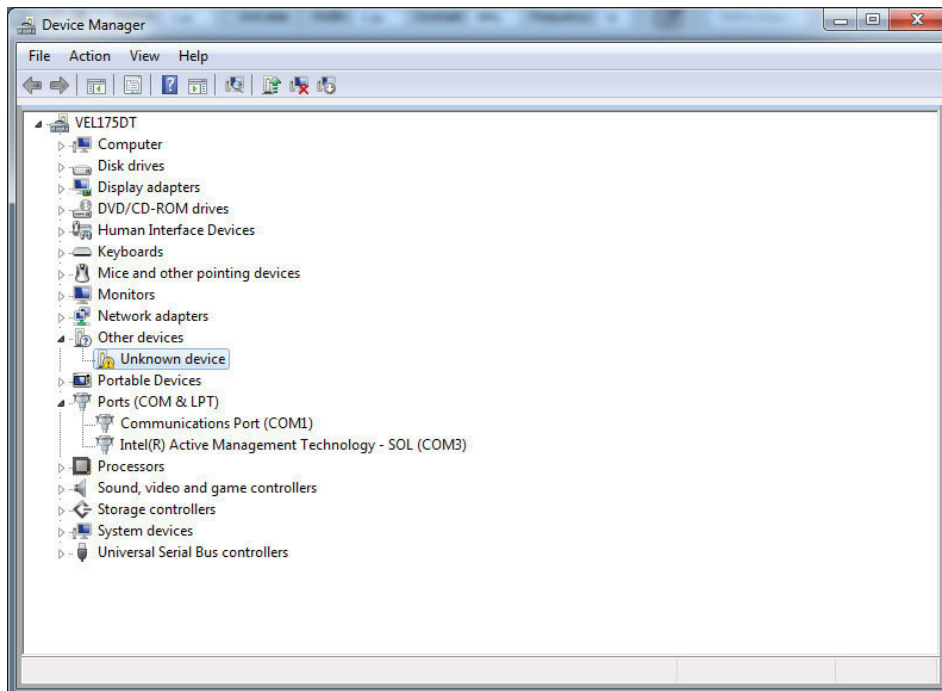 Device Manager
File Action View Help
VEL175DT
Computer
Disk drives
Display adapters
DVD/CD-ROM drives
Human Interface Devices
Keyboards
Mice and other pointing devices
Monitors
Network adapters
Other devices
Unknown device
Portable Devices
Ports (COM & LPT)
Communications Port (COM1)
Intel(R) Active Management Technology - SOL (COM3)
Processors
Sound, video and game controllers
Storage controllers
System devices
Universal Serial Bus controllers